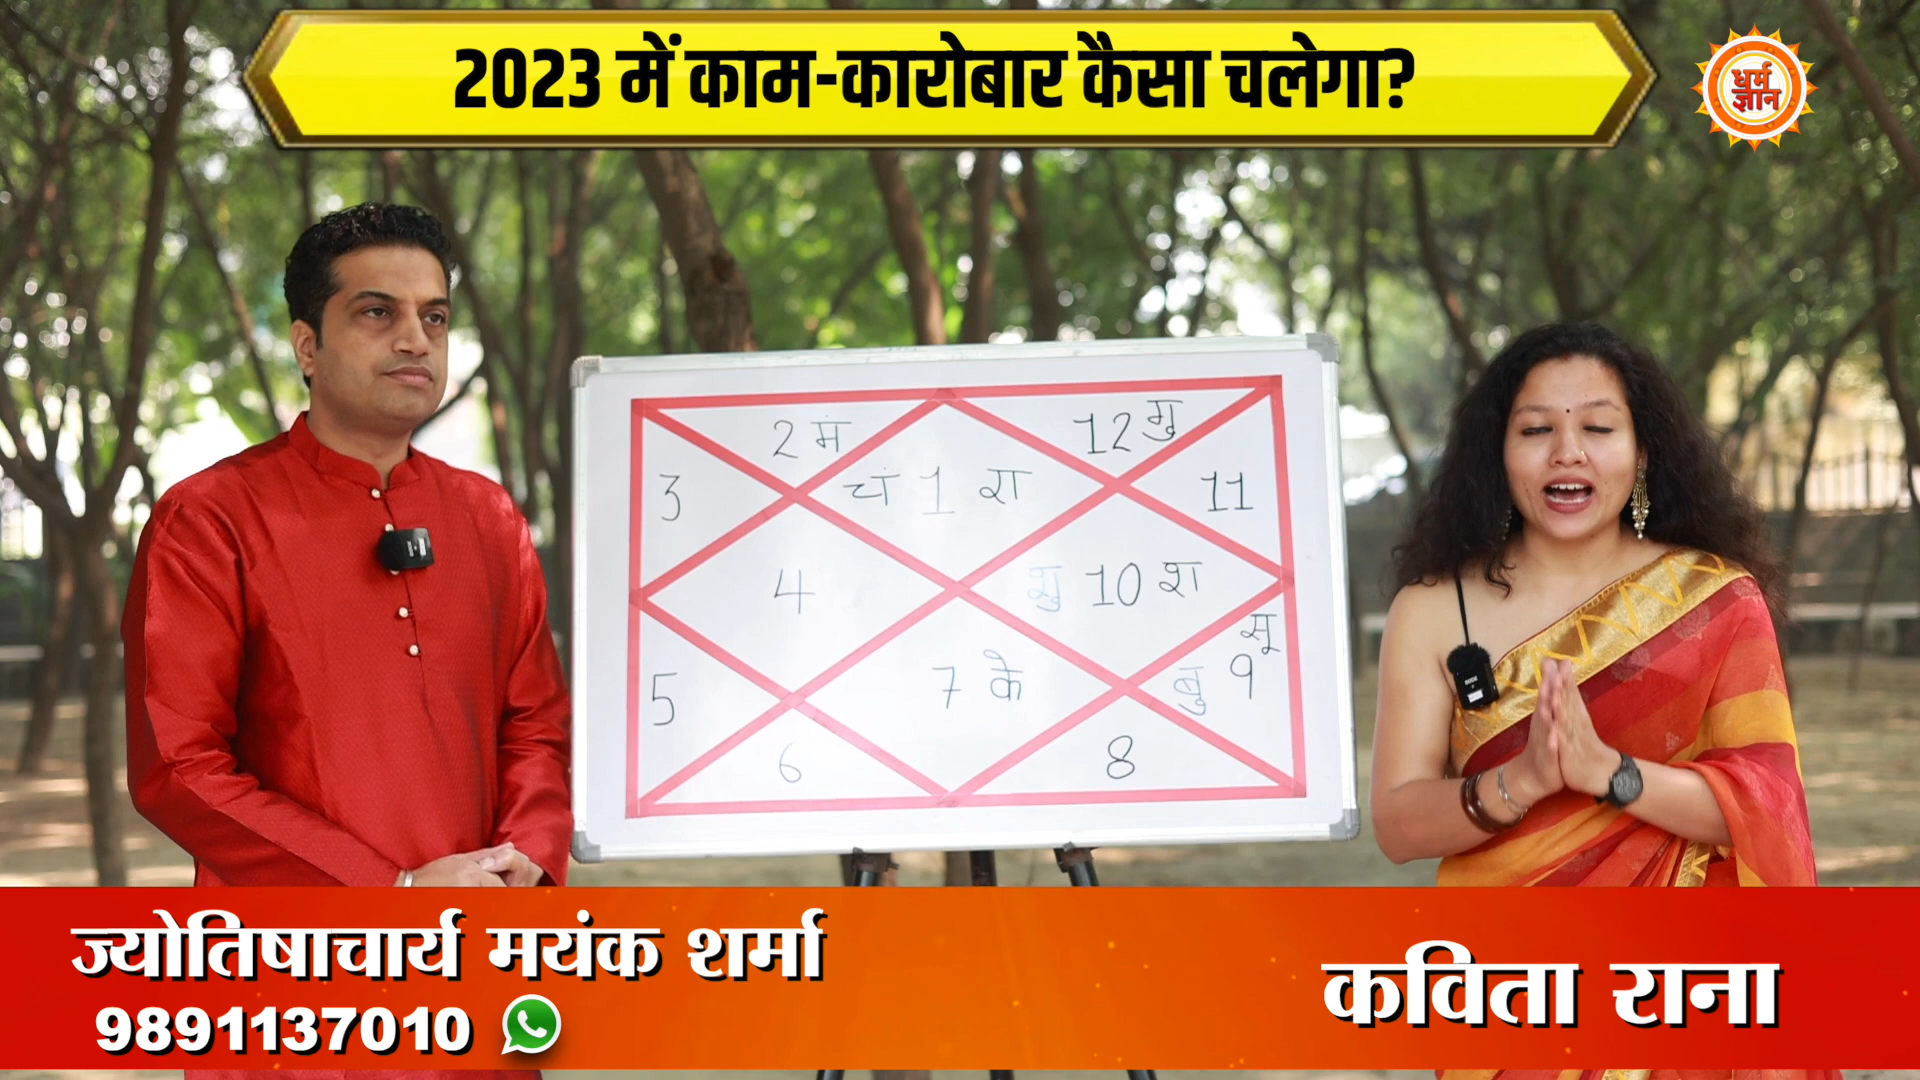 2023 में काम-कारोबार कैसा चलेगा?
धर्म
ज्ञान
2 मं
12 गु
3
चं 1 रा
11
4
शु 10 श
सू
5
7 के
बु 9
6
8
ज्योतिषाचार्य मयंक शर्मा
9891137010
कविता राना